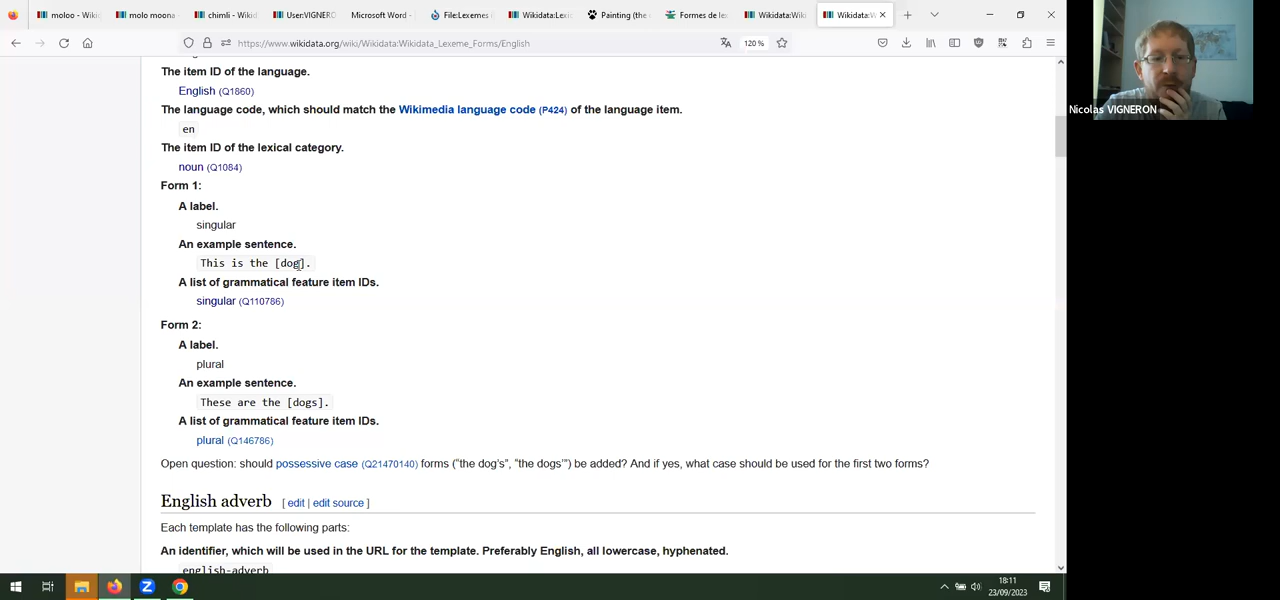 moloo - Wiki
molo moona -
chimli - Wikid
User:VIGNERO
Microsoft Word -
File:Lexemes i
Wikidata:Lexic
Painting (the
Formes de lex
Wikidata:Wiki
Wikidata:W
https://www.wikidata.org/wiki/Wikidata:Wikidata_Lexeme_Forms/English
120 %
The item ID of the language.
English (Q1860)
The language code, which should match the Wikimedia language code (P424) of the language item.
en
The item ID of the lexical category.
noun (Q1084)
Form 1:
A label.
singular
An example sentence.
This is the [dog].
A list of grammatical feature item IDs.
singular (Q110786)
Form 2:
A label.
plural
An example sentence.
These are the [dogs].
A list of grammatical feature item IDs.
plural (Q146786)
Open question: should possessive case (Q21470140) forms ("the dog's", "the dogs'") be added? And if yes, what case should be used for the first two forms?
English adverb [ edit | edit source ]
Each template has the following parts:
An identifier, which will be used in the URL for the template. Preferably English, all lowercase, hyphenated.
english-adverb
Nicolas VIGNERON
18:11
23/09/2023